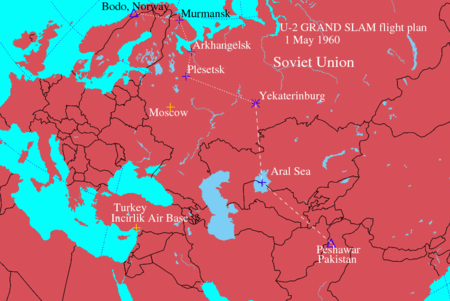 Bodo, Norway
Murmansk
U-2 GRAND SLAM flight plan
1 May 1960
Arkhangelsk
Soviet Union
Plesetsk
Yekaterinburg
Moscow
Aral Sea
Turkey
Incirlik Air Base
Peshawar
Pakistan